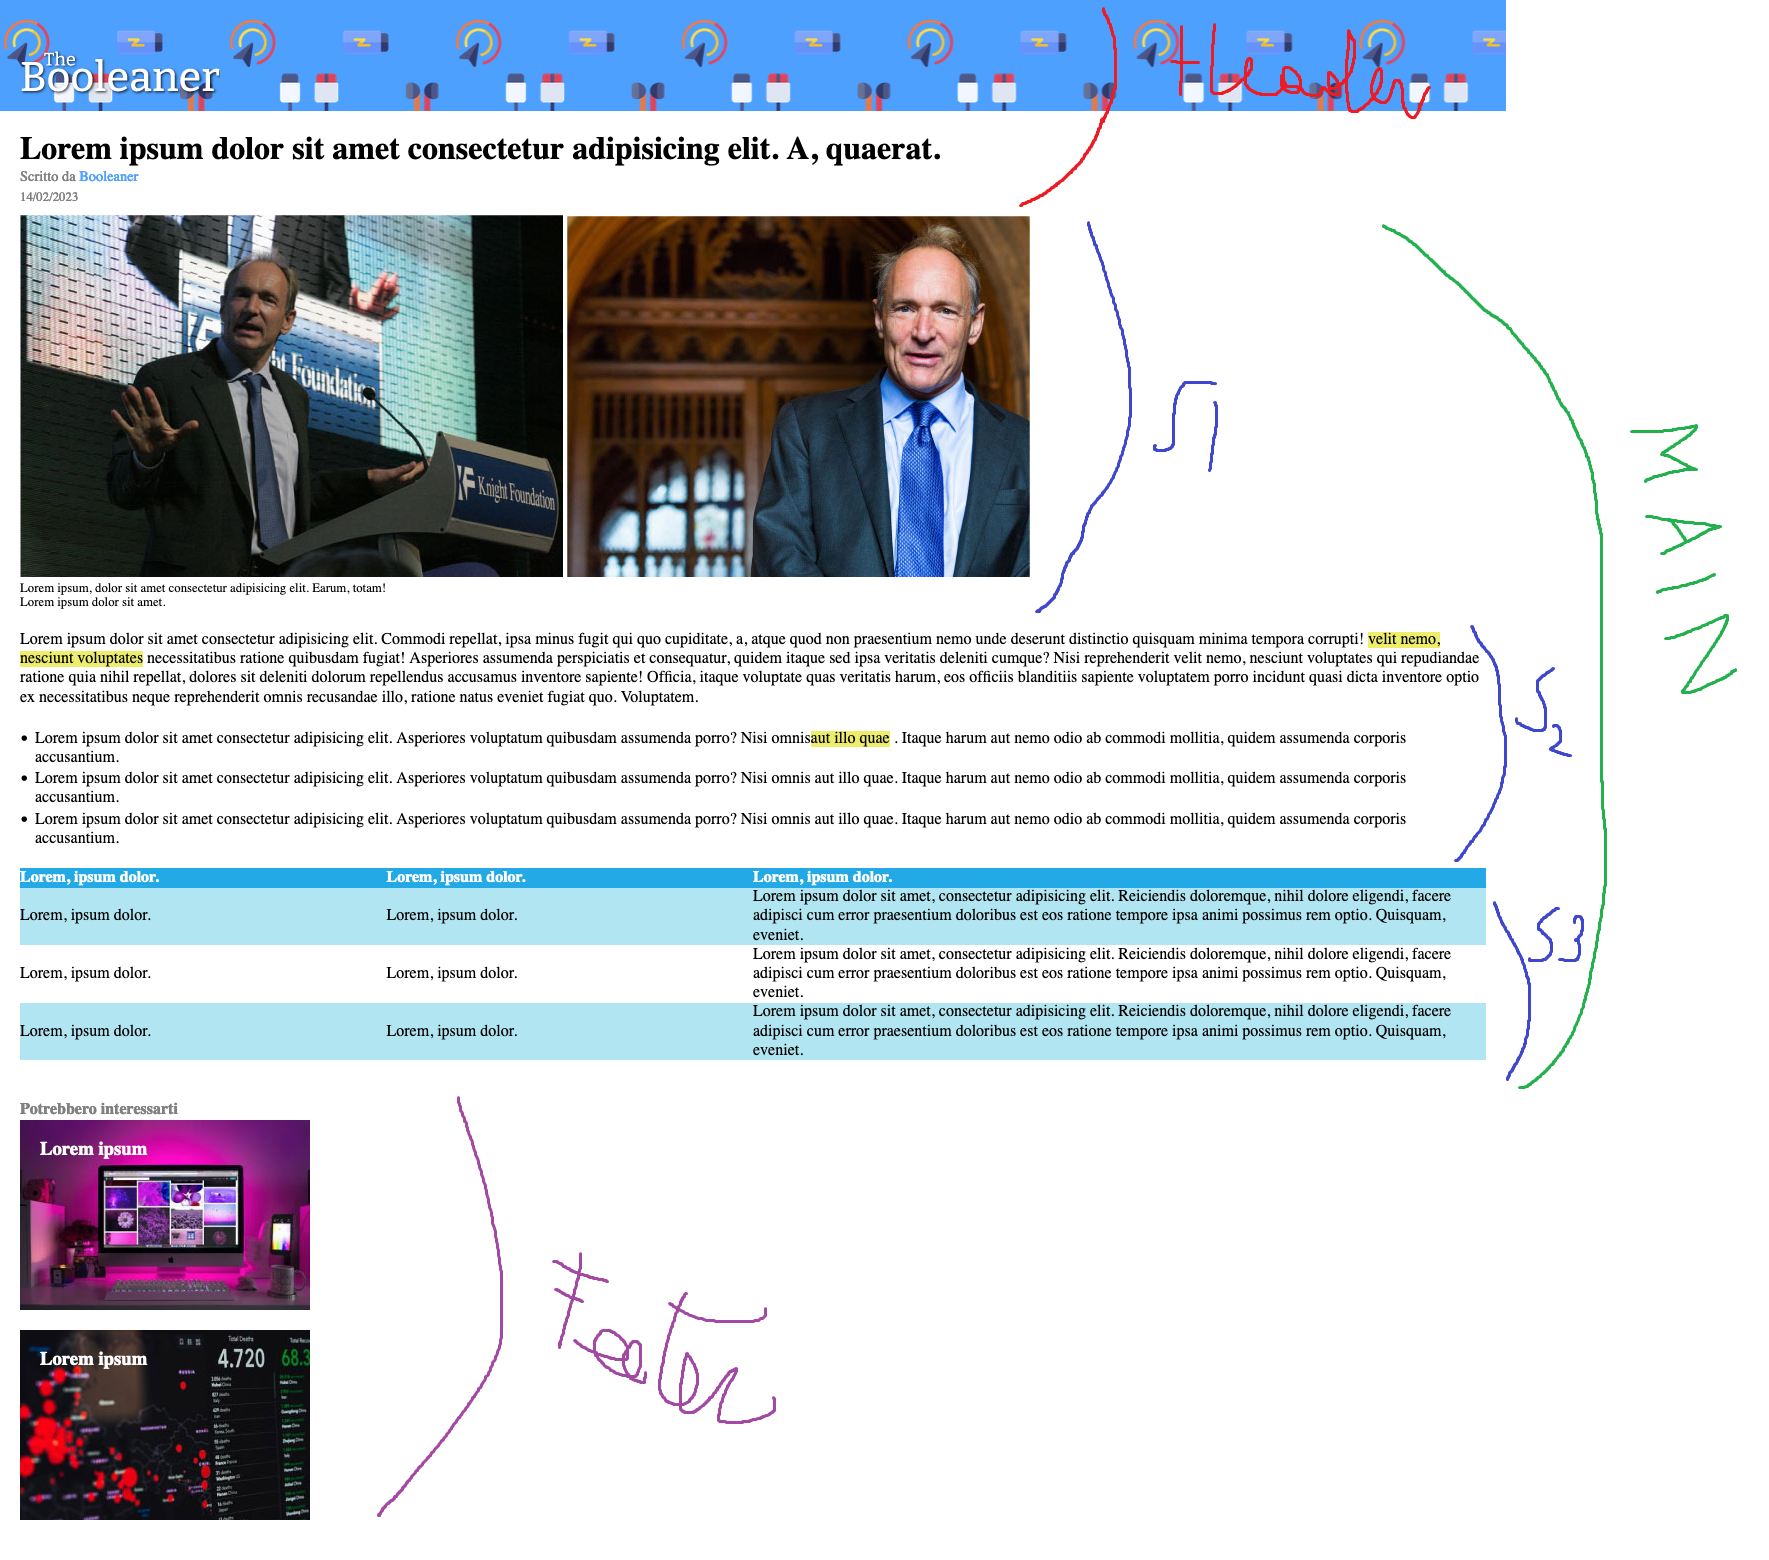 The
Booleaner
Header
Lorem ipsum dolor sit amet consectetur adipisicing elit. A, quaerat.
Scritto da Booleaner
14/02/2023
Knight Foundation
Knight Foundation
S1
MAIN
Lorem ipsum, dolor sit amet consectetur adipisicing elit. Earum, totam!
Lorem ipsum dolor sit amet.
Lorem ipsum dolor sit amet consectetur adipisicing elit. Commodi repellat, ipsa minus fugit qui quo cupiditate, a, atque quod non praesentium nemo unde deserunt distinctio quisquam minima tempora corrupti! velit nemo,
nesciunt voluptates necessitatibus ratione quibusdam fugiat! Asperiores assumenda perspiciatis et consequatur, quidem itaque sed ipsa veritatis deleniti cumque? Nisi reprehenderit velit nemo, nesciunt voluptates qui repudiandae
ratione quia nihil repellat, dolores sit deleniti dolorum repellendus accusamus inventore sapiente! Officia, itaque voluptate quas veritatis harum, eos officiis blanditiis sapiente voluptatem porro incidunt quasi dicta inventore optio
ex necessitatibus neque reprehenderit omnis recusandae illo, ratione natus eveniet fugiat quo. Voluptatem.
S2
• Lorem ipsum dolor sit amet consectetur adipisicing elit. Asperiores voluptatum quibusdam assumenda porro? Nisi omnisaut illo quae . Itaque harum aut nemo odio ab commodi mollitia, quidem assumenda corporis
accusantium.
• Lorem ipsum dolor sit amet consectetur adipisicing elit. Asperiores voluptatum quibusdam assumenda porro? Nisi omnis aut illo quae. Itaque harum aut nemo odio ab commodi mollitia, quidem assumenda corporis
accusantium.
• Lorem ipsum dolor sit amet consectetur adipisicing elit. Asperiores voluptatum quibusdam assumenda porro? Nisi omnis aut illo quae. Itaque harum aut nemo odio ab commodi mollitia, quidem assumenda corporis
accusantium.
Lorem, ipsum dolor. Lorem, ipsum dolor. Lorem, ipsum dolor.
Lorem, ipsum dolor. Lorem, ipsum dolor. Lorem ipsum dolor sit amet, consectetur adipisicing elit. Reiciendis doloremque, nihil dolore eligendi, facere
adipisci cum error praesentium doloribus est eos ratione tempore ipsa animi possimus rem optio. Quisquam,
eveniet.
S3
Lorem, ipsum dolor. Lorem, ipsum dolor. Lorem ipsum dolor sit amet, consectetur adipisicing elit. Reiciendis doloremque, nihil dolore eligendi, facere
adipisci cum error praesentium doloribus est eos ratione tempore ipsa animi possimus rem optio. Quisquam,
eveniet.
Lorem, ipsum dolor. Lorem, ipsum dolor. Lorem ipsum dolor sit amet, consectetur adipisicing elit. Reiciendis doloremque, nihil dolore eligendi, facere
adipisci cum error praesentium doloribus est eos ratione tempore ipsa animi possimus rem optio. Quisquam,
eveniet.
Potrebbero interessarti
Lorem ipsum
Footer
Lorem ipsum
Total Deaths
4.720
68.3